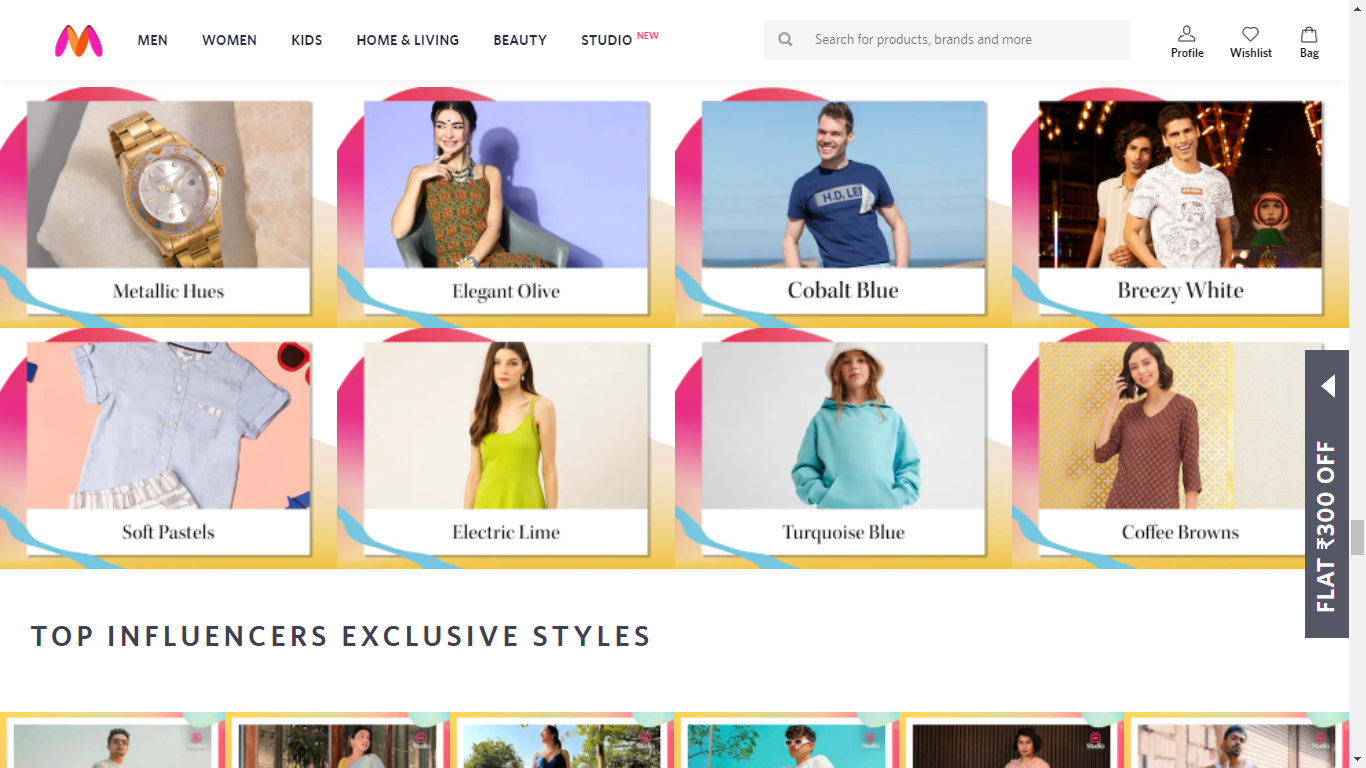 MEN WOMEN KIDS HOME & LIVING BEAUTY STUDIO NEW
Search for products, brands and more
Profile Wishlist Bag
Metallic Hues
Elegant Olive
H.D. LEE
Cobalt Blue
Breezy White
Soft Pastels
Electric Lime
Turquoise Blue
Coffee Browns
FLAT ₹300 OFF
TOP INFLUENCERS EXCLUSIVE STYLES
Studio
Studio
Studio
Studio
Studio
Studio